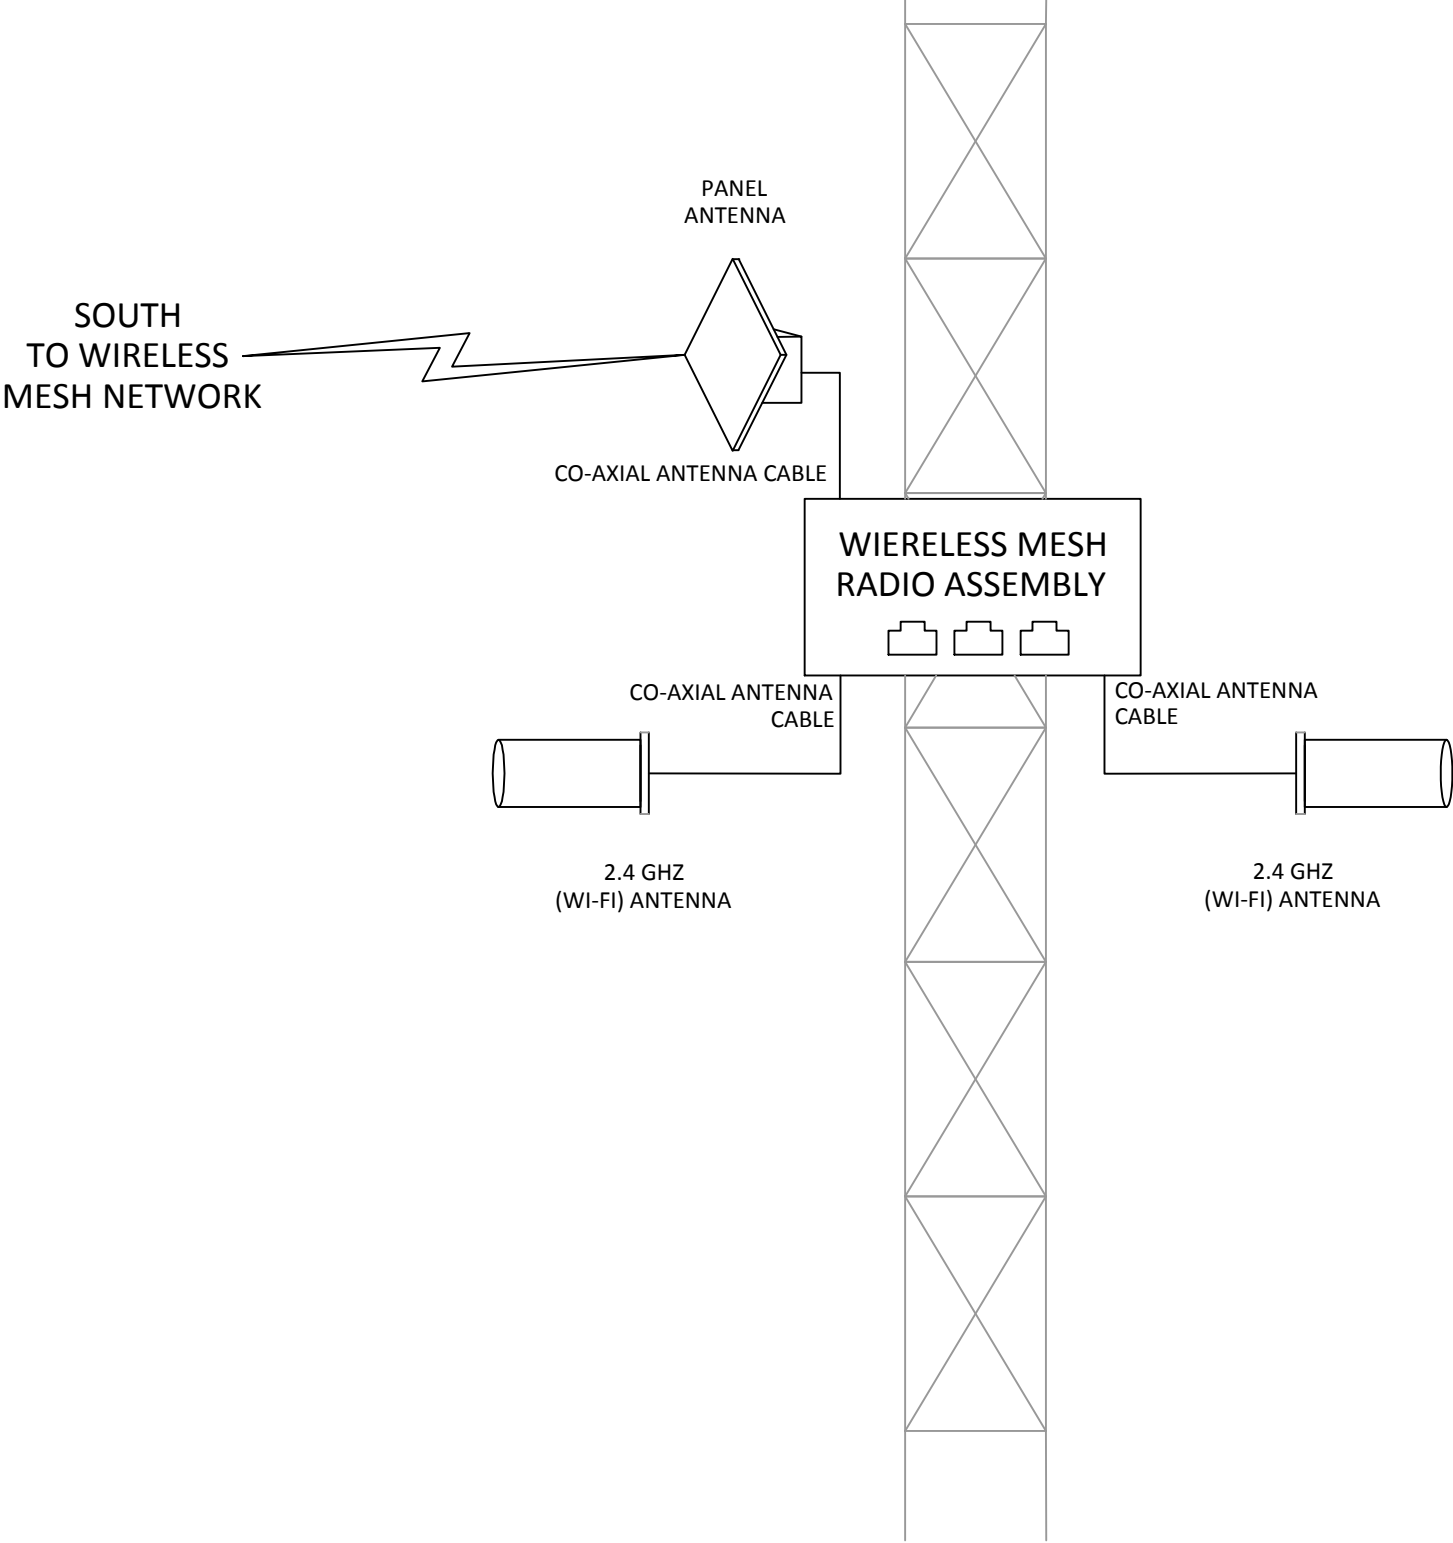 PANEL
ANTENNA
SOUTH
TO WIRELESS
MESH NETWORK
CO-AXIAL ANTENNA CABLE
WIERELESS MESH
RADIO ASSEMBLY
CO-AXIAL ANTENNA
CABLE
CO-AXIAL ANTENNA
CABLE
2.4 GHZ
(WI-FI) ANTENNA
2.4 GHZ
(WI-FI) ANTENNA